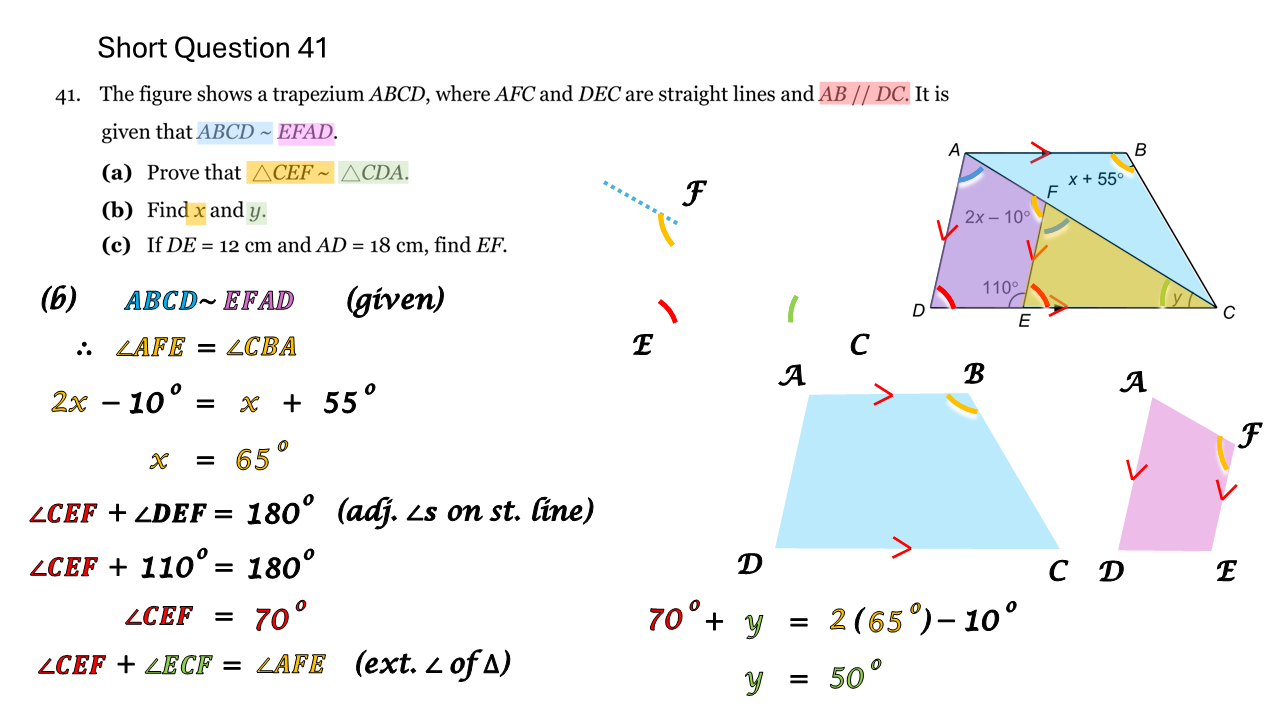 Short Question 41
41. The figure shows a trapezium ABCD, where AFC and DEC are straight lines and AB // DC. It is
given that ABCD ~ EFAD.
(a) Prove that △CEF ~ △CDA.
(b) Find x and y.
(c) If DE = 12 cm and AD = 18 cm, find EF.
A
B
x + 55°
F
2x – 10°
110°
y
D
E
C
F
E
C
(b) ABCD~ EFAD (given)
∴ ∠AFE = ∠CBA
2x – 10° = x + 55°
x = 65°
∠CEF + ∠DEF = 180° (adj. ∠s on st. line)
∠CEF + 110° = 180°
∠CEF = 70°
∠CEF + ∠ECF = ∠AFE (ext. ∠ of Δ)
A
B
D
C
A
F
D
E
70° + y = 2(65°) – 10°
y = 50°